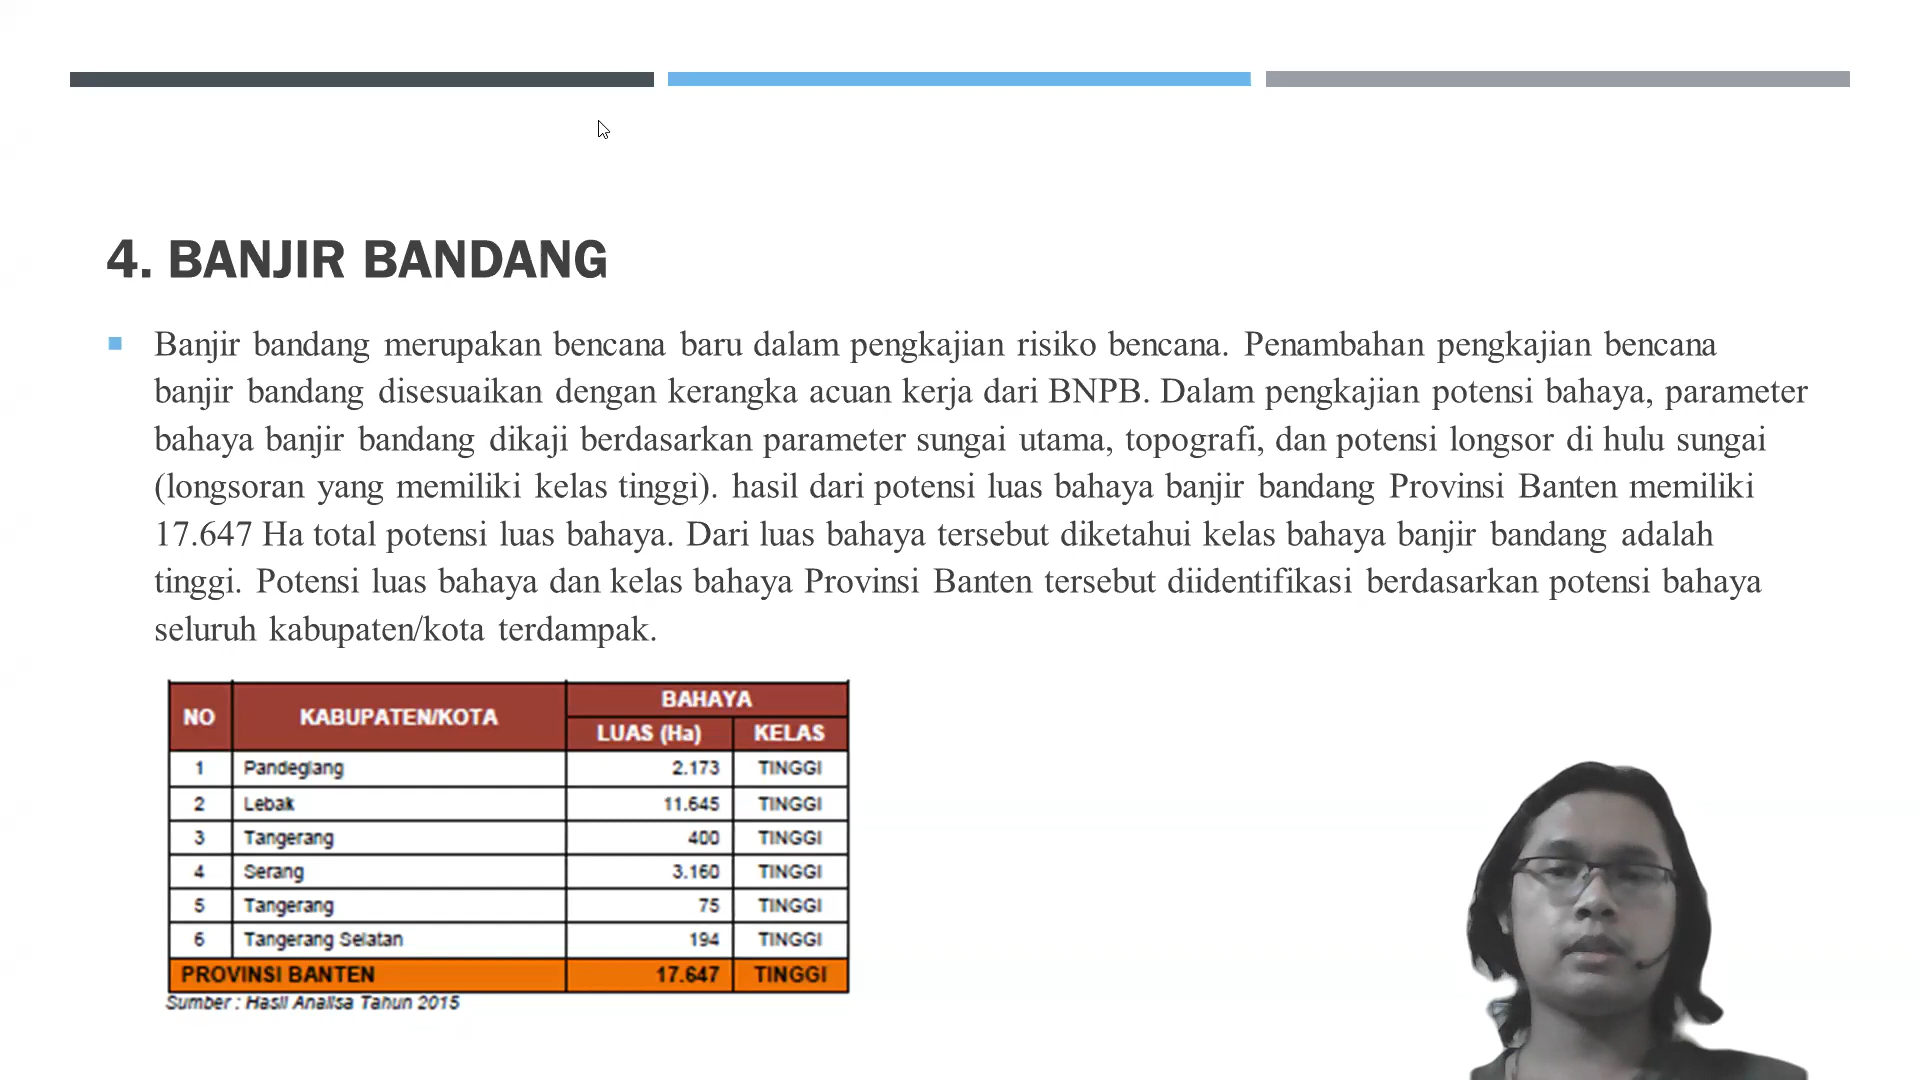 4. BANJIR BANDANG
Banjir bandang merupakan bencana baru dalam pengkajian risiko bencana. Penambahan pengkajian bencana
banjir bandang disesuaikan dengan kerangka acuan kerja dari BNPB. Dalam pengkajian potensi bahaya, parameter
bahaya banjir bandang dikaji berdasarkan parameter sungai utama, topografi, dan potensi longsor di hulu sungai
(longsoran yang memiliki kelas tinggi). hasil dari potensi luas bahaya banjir bandang Provinsi Banten memiliki
17.647 Ha total potensi luas bahaya. Dari luas bahaya tersebut diketahui kelas bahaya banjir bandang adalah
tinggi. Potensi luas bahaya dan kelas bahaya Provinsi Banten tersebut diidentifikasi berdasarkan potensi bahaya
seluruh kabupaten/kota terdampak.
NO KABUPATEN/KOTA BAHAYA
LUAS (Ha) KELAS
1 Pandeglang 2.173 TINGGI
2 Lebak 11.645 TINGGI
3 Tangerang 400 TINGGI
4 Serang 3.160 TINGGI
5 Tangerang 75 TINGGI
6 Tangerang Selatan 194 TINGGI
PROVINSI BANTEN 17.647 TINGGI
Sumber : Hasil Analisa Tahun 2015